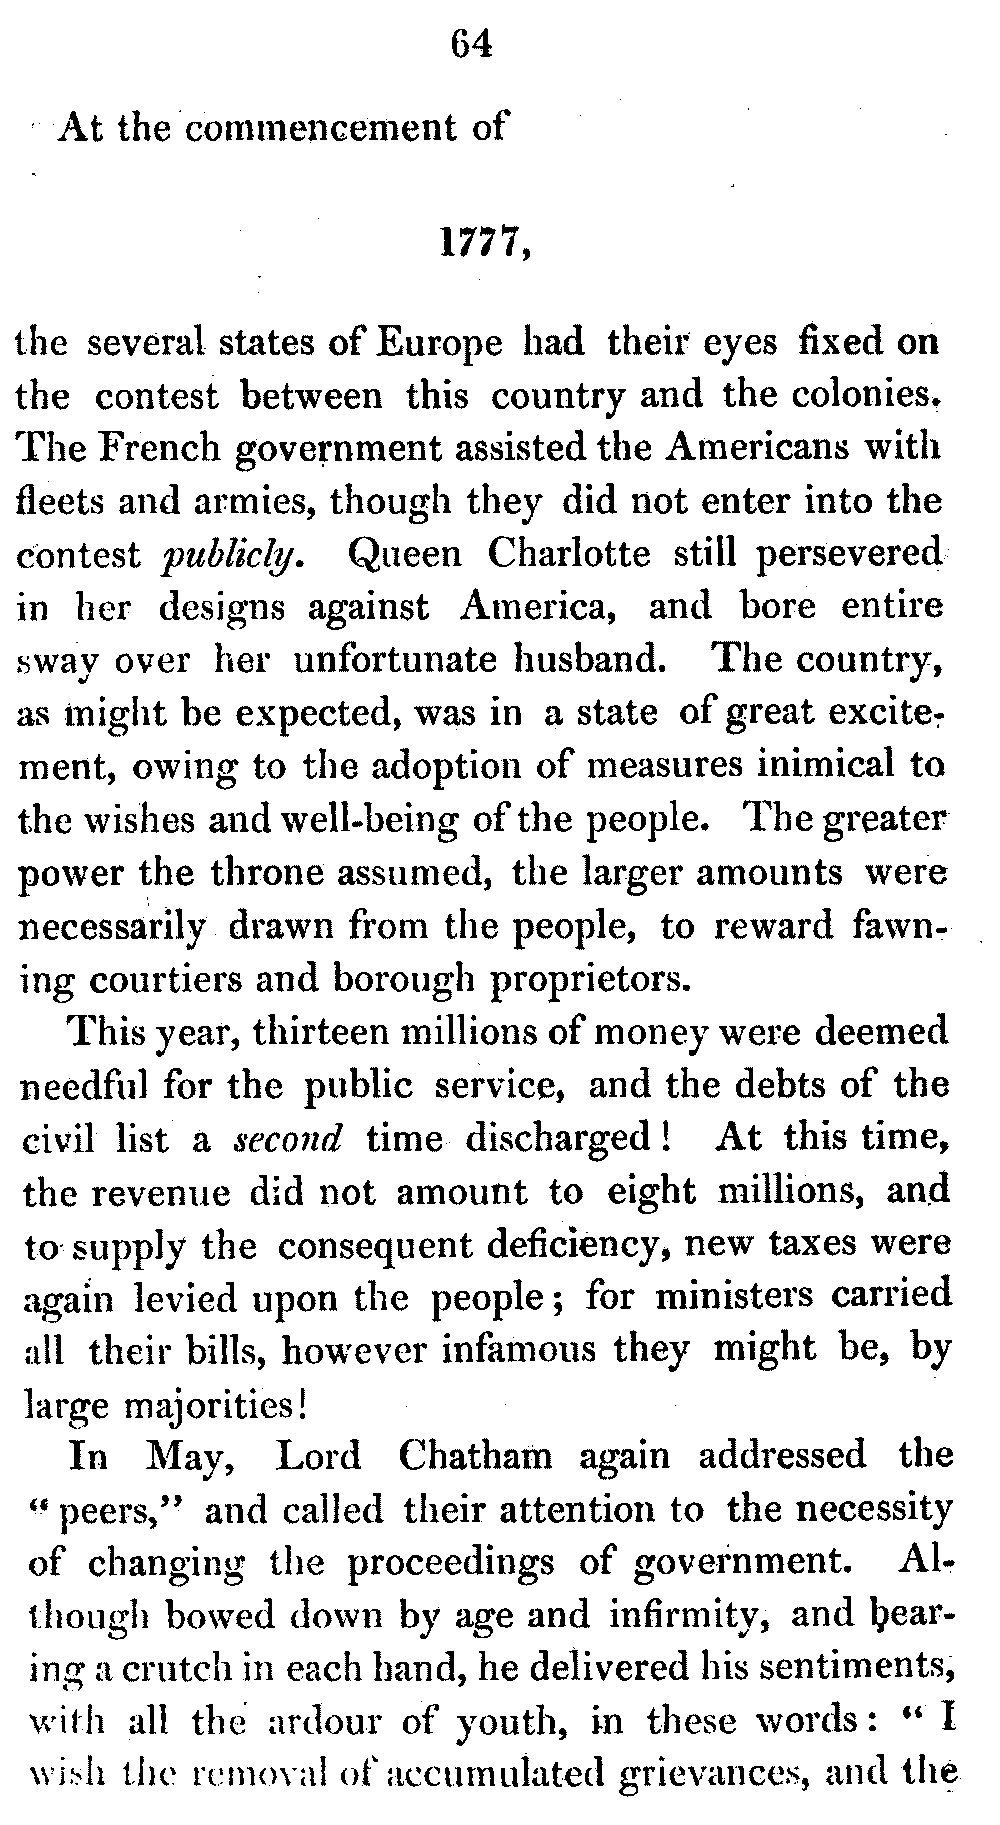 64
At the commencement of
1777,
the several states of Europe had their eyes fixed on
the contest between this country and the colonies.
The French government assisted the Americans with
fleets and armies, though they did not enter into the
contest publicly. Queen Charlotte still persevered
in her designs against America, and bore entire
sway over her unfortunate husband. The country,
as might be expected, was in a state of great excite-
ment, owing to the adoption of measures inimical to
the wishes and well-being of the people. The greater
power the throne assumed, the larger amounts were
necessarily drawn from the people, to reward fawn-
ing courtiers and borough proprietors.
This year, thirteen millions of money were deemed
needful for the public service, and the debts of the
civil list a second time discharged! At this time,
the revenue did not amount to eight millions, and
to supply the consequent deficiency, new taxes were
again levied upon the people; for ministers carried
all their bills, however infamous they might be, by
large majorities!
In May, Lord Chatham again addressed the
"peers," and called their attention to the necessity
of changing the proceedings of government. Al-
though bowed down by age and infirmity, and bear-
ing a crutch in each hand, he delivered his sentiments,
with all the ardour of youth, in these words: "I
wish the removal of accumulated grievances, and the